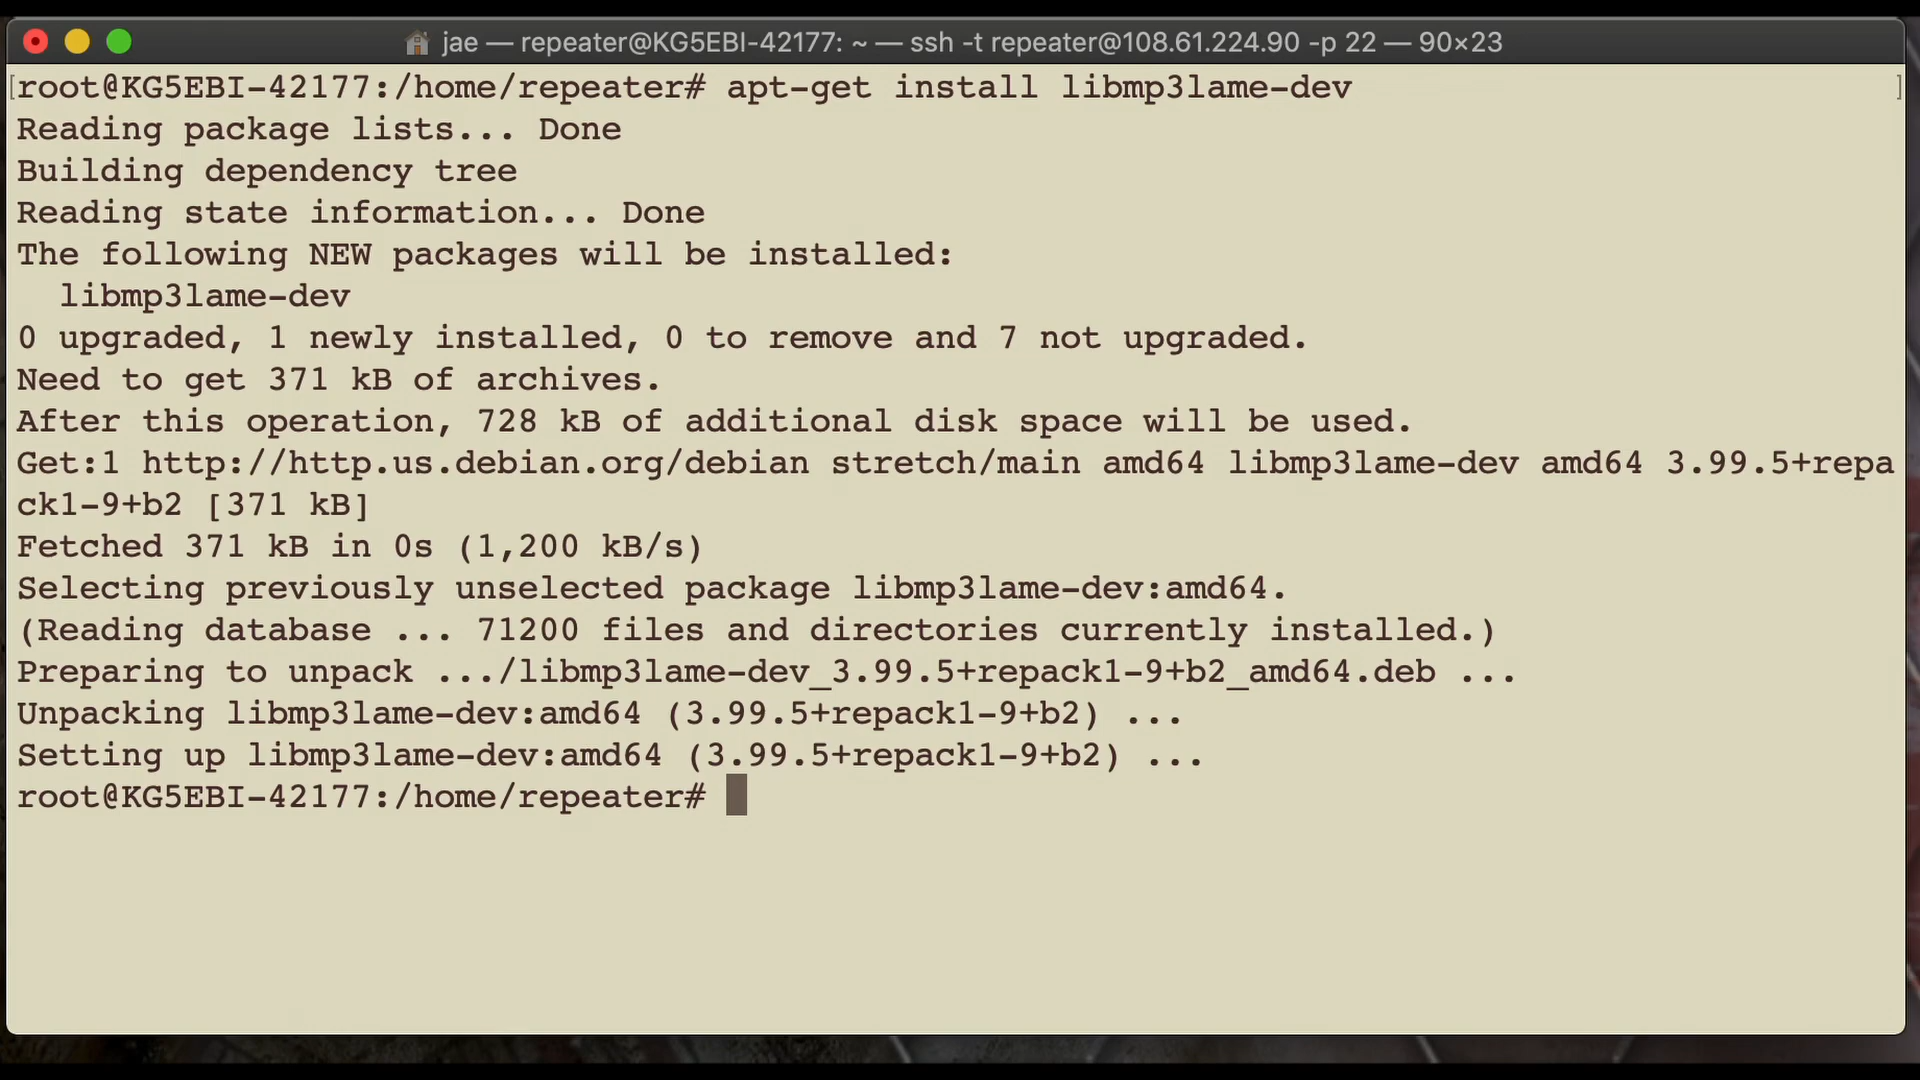 jae — repeater@KG5EBI-42177: ~ — ssh -t repeater@108.61.224.90 -p 22 — 90×23
[root@KG5EBI-42177:/home/repeater# apt-get install libmp3lame-dev ]
Reading package lists... Done
Building dependency tree
Reading state information... Done
The following NEW packages will be installed:
  libmp3lame-dev
0 upgraded, 1 newly installed, 0 to remove and 7 not upgraded.
Need to get 371 kB of archives.
After this operation, 728 kB of additional disk space will be used.
Get:1 http://http.us.debian.org/debian stretch/main amd64 libmp3lame-dev amd64 3.99.5+repa
ck1-9+b2 [371 kB]
Fetched 371 kB in 0s (1,200 kB/s)
Selecting previously unselected package libmp3lame-dev:amd64.
(Reading database ... 71200 files and directories currently installed.)
Preparing to unpack .../libmp3lame-dev_3.99.5+repack1-9+b2_amd64.deb ...
Unpacking libmp3lame-dev:amd64 (3.99.5+repack1-9+b2) ...
Setting up libmp3lame-dev:amd64 (3.99.5+repack1-9+b2) ...
root@KG5EBI-42177:/home/repeater#